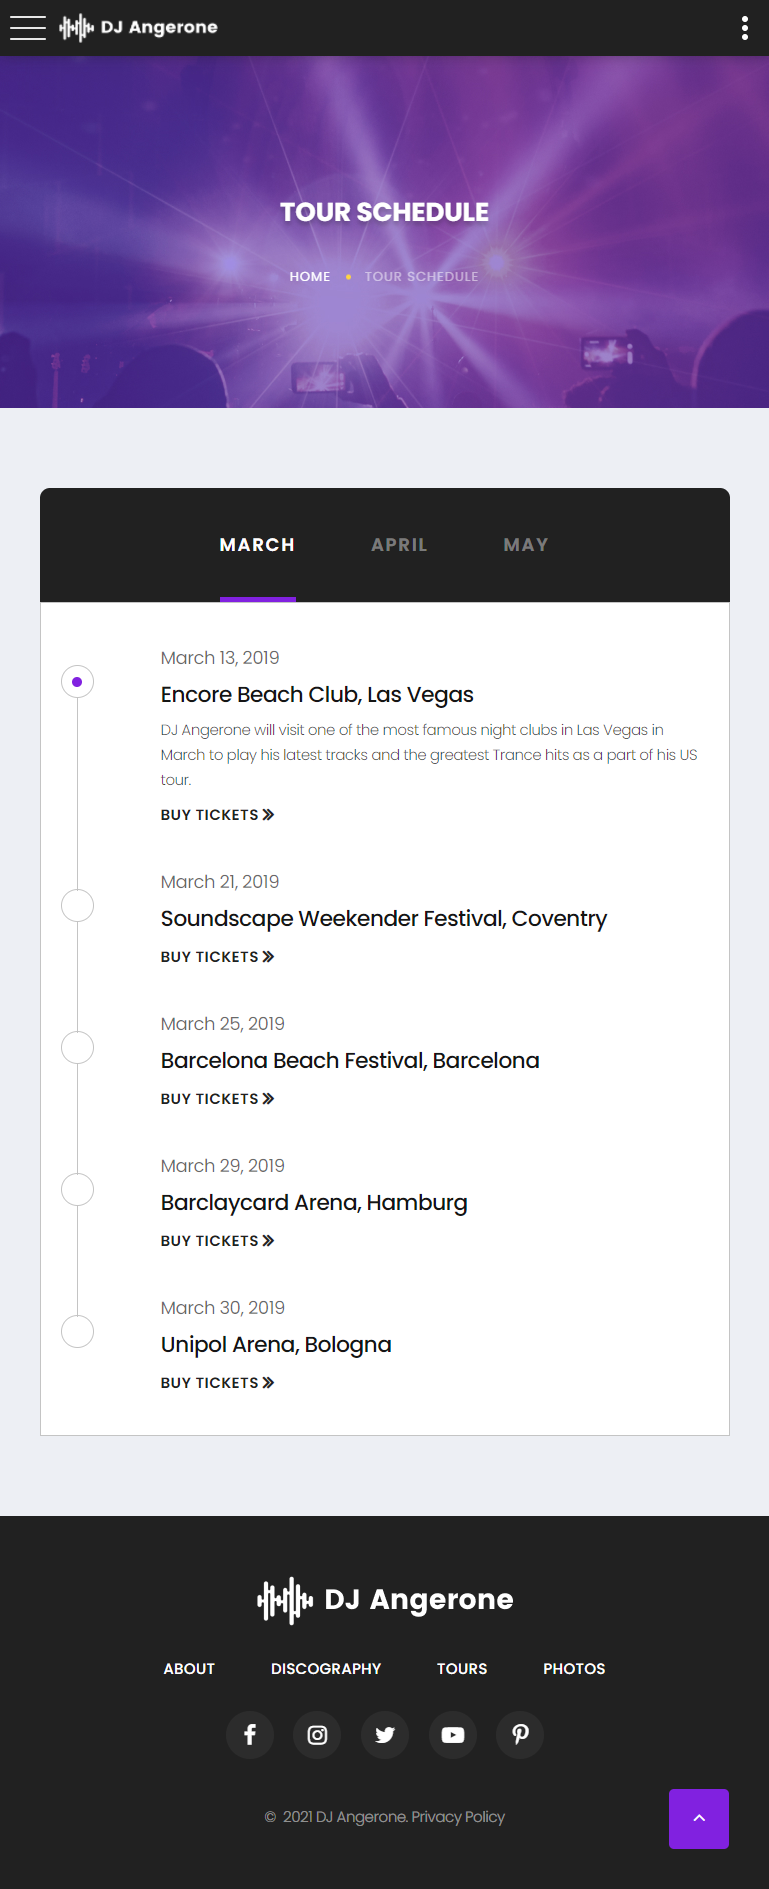 DJ Angerone
TOUR SCHEDULE
HOME • TOUR SCHEDULE
MARCH APRIL MAY
March 13, 2019
Encore Beach Club, Las Vegas
DJ Angerone will visit one of the most famous night clubs in Las Vegas in
March to play his latest tracks and the greatest Trance hits as a part of his US
tour.
BUY TICKETS
March 21, 2019
Soundscape Weekender Festival, Coventry
BUY TICKETS
March 25, 2019
Barcelona Beach Festival, Barcelona
BUY TICKETS
March 29, 2019
Barclaycard Arena, Hamburg
BUY TICKETS
March 30, 2019
Unipol Arena, Bologna
BUY TICKETS
DJ Angerone
ABOUT DISCOGRAPHY TOURS PHOTOS
© 2021 DJ Angerone. Privacy Policy